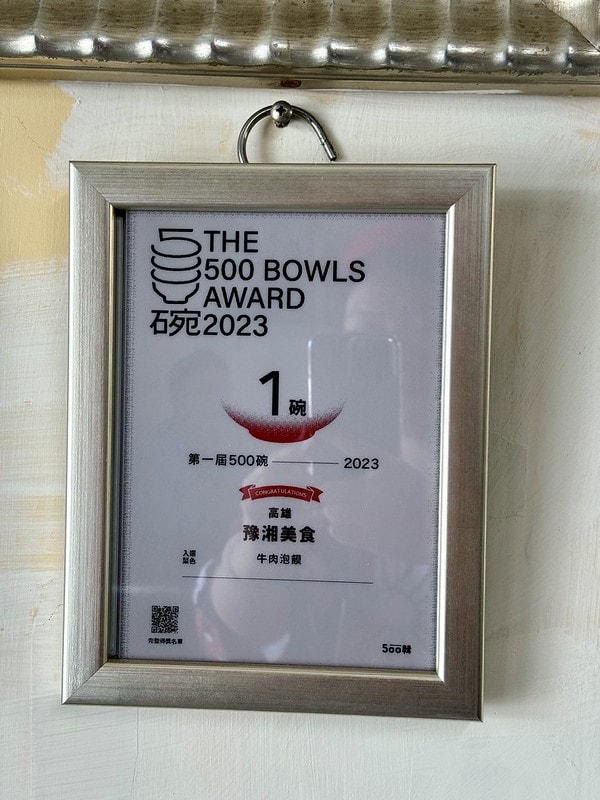 THE
500 BOWLS
AWARD
碗2023
1碗
第一屆500碗 2023
CONGRATULATIONS
高雄
豫湘美食
入選
菜色
牛肉泡饃
完整得獎名單
500輯